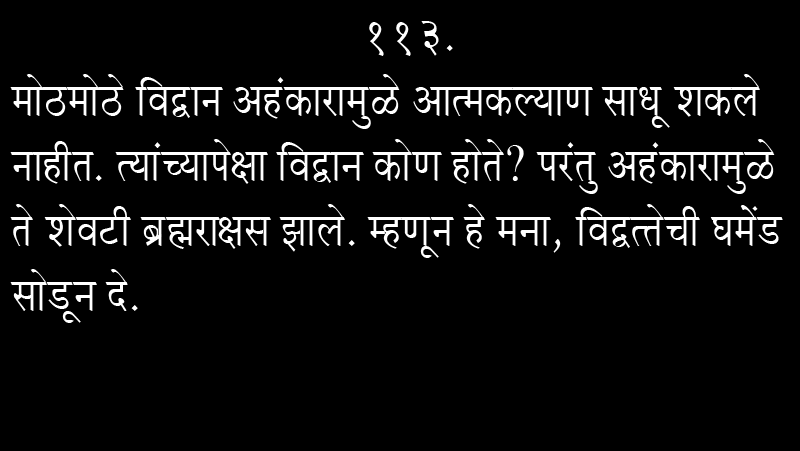 ११३.
मोठमोठे विद्वान अहंकारामुळे आत्मकल्याण साधू शकले
नाहीत. त्यांच्यापेक्षा विद्वान कोण होते? परंतु अहंकारामुळे
ते शेवटी ब्रह्मराक्षस झाले. म्हणून हे मना, विद्वत्तेची घमेंड
सोडून दे.